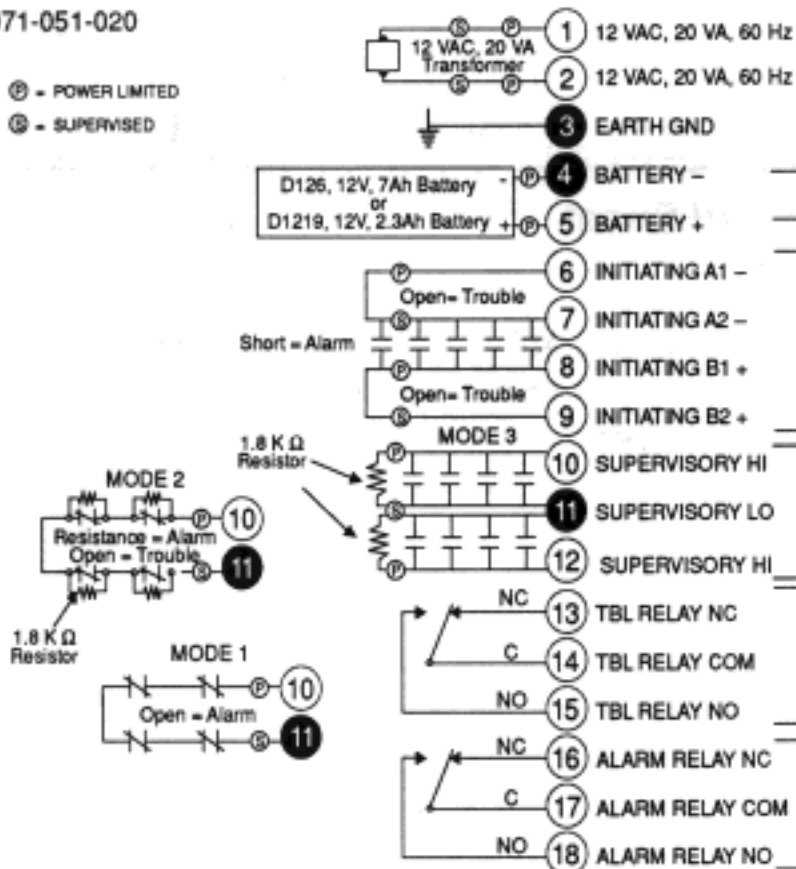 071-051-020
Ⓟ - POWER LIMITED
Ⓢ - SUPERVISED
S P
12 VAC, 20 VA
Transformer
S P
1 12 VAC, 20 VA, 60 Hz
2 12 VAC, 20 VA, 60 Hz
3 EARTH GND
D126, 12V, 7Ah Battery -
or
D1219, 12V, 2.3Ah Battery +
P 4 BATTERY –
P 5 BATTERY +
P 6 INITIATING A1 –
Open= Trouble
S 7 INITIATING A2 –
Short = Alarm
P 8 INITIATING B1 +
Open= Trouble
S 9 INITIATING B2 +
MODE 3
1.8 K Ω
Resistor
P 10 SUPERVISORY HI
S 11 SUPERVISORY LO
P 12 SUPERVISORY HI
MODE 2
P 10
Resistance = Alarm
Open = Trouble
S 11
1.8 K Ω
Resistor
MODE 1
P 10
Open = Alarm
S 11
NC 13 TBL RELAY NC
C 14 TBL RELAY COM
NO 15 TBL RELAY NO
NC 16 ALARM RELAY NC
C 17 ALARM RELAY COM
NO 18 ALARM RELAY NO